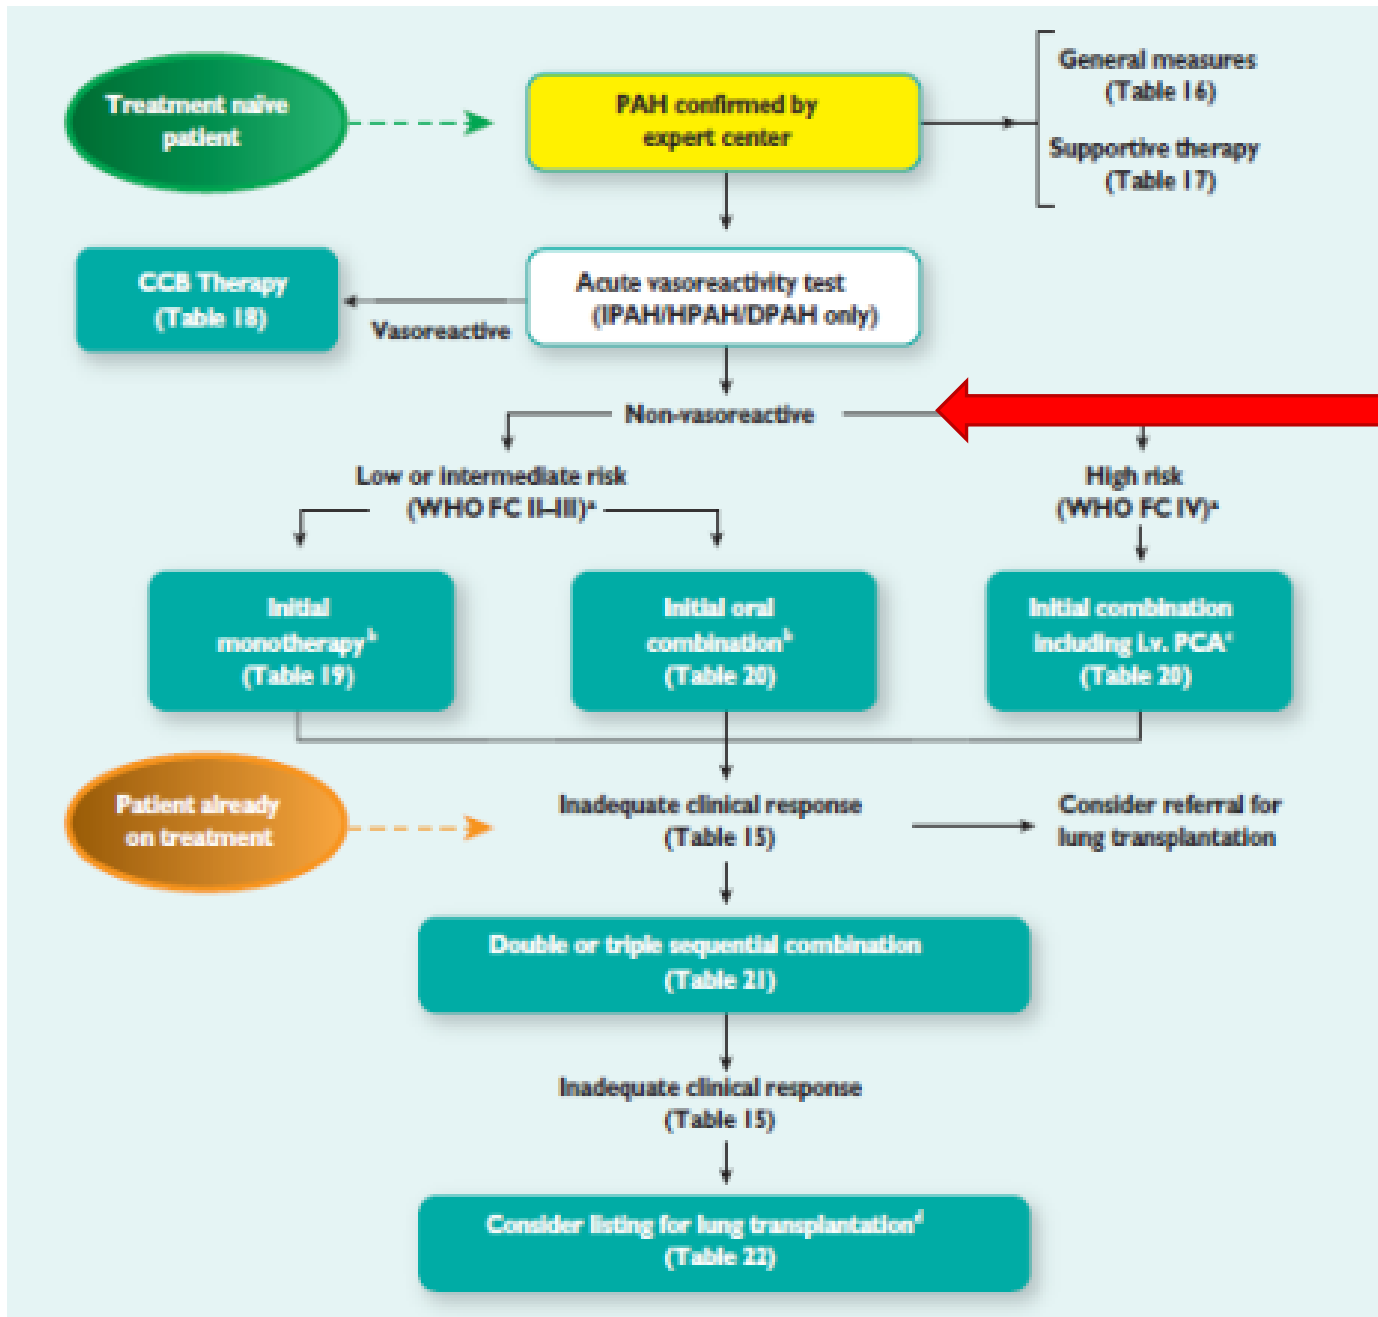 Treatment naïve
patient
PAH confirmed by
expert center
General measures
(Table 16)
Supportive therapy
(Table 17)
CCB Therapy
(Table 18)
Vasoreactive
Acute vasoreactivity test
(IPAH/HPAH/DPAH only)
Non-vasoreactive
Low or intermediate risk
(WHO FC II–III)ᵃ
High risk
(WHO FC IV)ᵃ
Initial
monotherapyᵇ
(Table 19)
Initial oral
combinationᵇ
(Table 20)
Initial combination
including i.v. PCAᶜ
(Table 20)
Patient already
on treatment
Inadequate clinical response
(Table 15)
Consider referral for
lung transplantation
Double or triple sequential combination
(Table 21)
Inadequate clinical response
(Table 15)
Consider listing for lung transplantationᵈ
(Table 22)